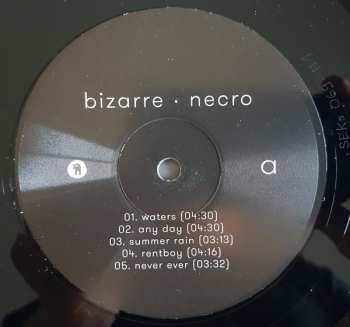 bizarre · necro
a
01. waters (04:30)
02. any day (04:30)
03. summer rain (03:13)
04. rentboy (04:16)
05. never ever (03:32)